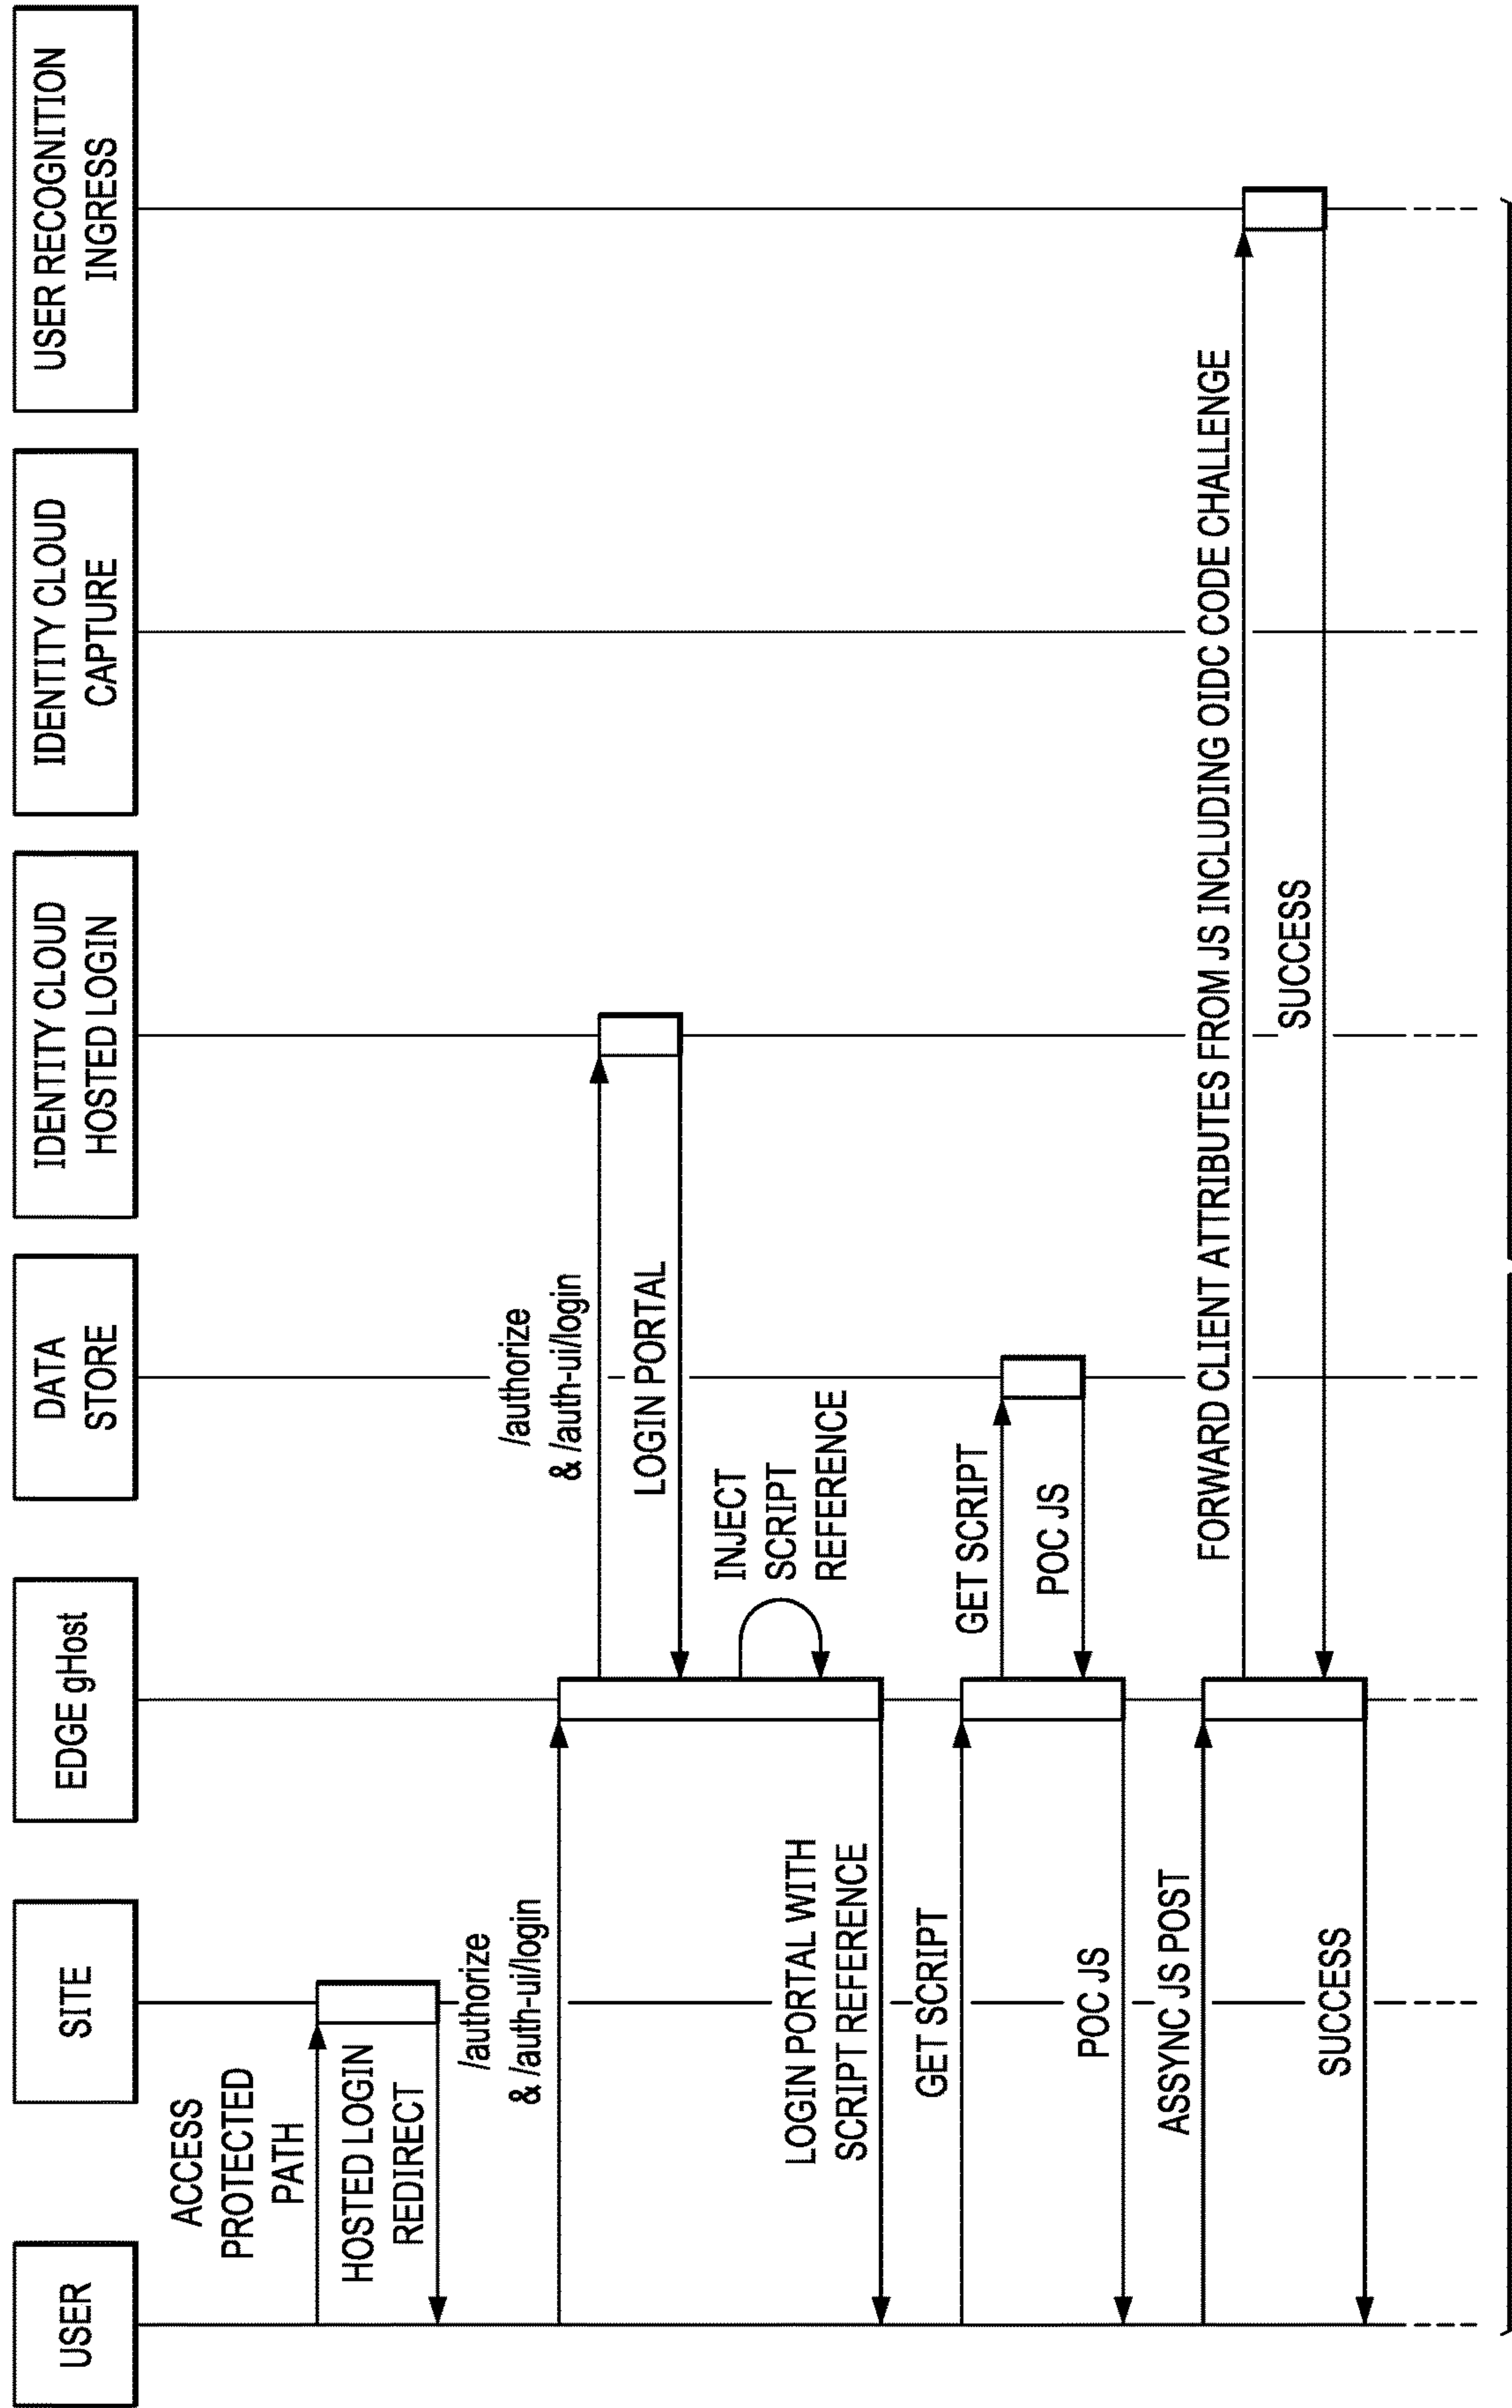 USER
SITE
EDGE gHost
DATA
STORE
IDENTITY CLOUD
HOSTED LOGIN
IDENTITY CLOUD
CAPTURE
USER RECOGNITION
INGRESS
ACCESS
PROTECTED
PATH
HOSTED LOGIN
REDIRECT
/authorize
& /auth-ui/login
/authorize
& /auth-ui/login
LOGIN PORTAL
INJECT
SCRIPT
REFERENCE
LOGIN PORTAL WITH
SCRIPT REFERENCE
GET SCRIPT
GET SCRIPT
POC JS
POC JS
ASSYNC JS POST
FORWARD CLIENT ATTRIBUTES FROM JS INCLUDING OIDC CODE CHALLENGE
SUCCESS
SUCCESS